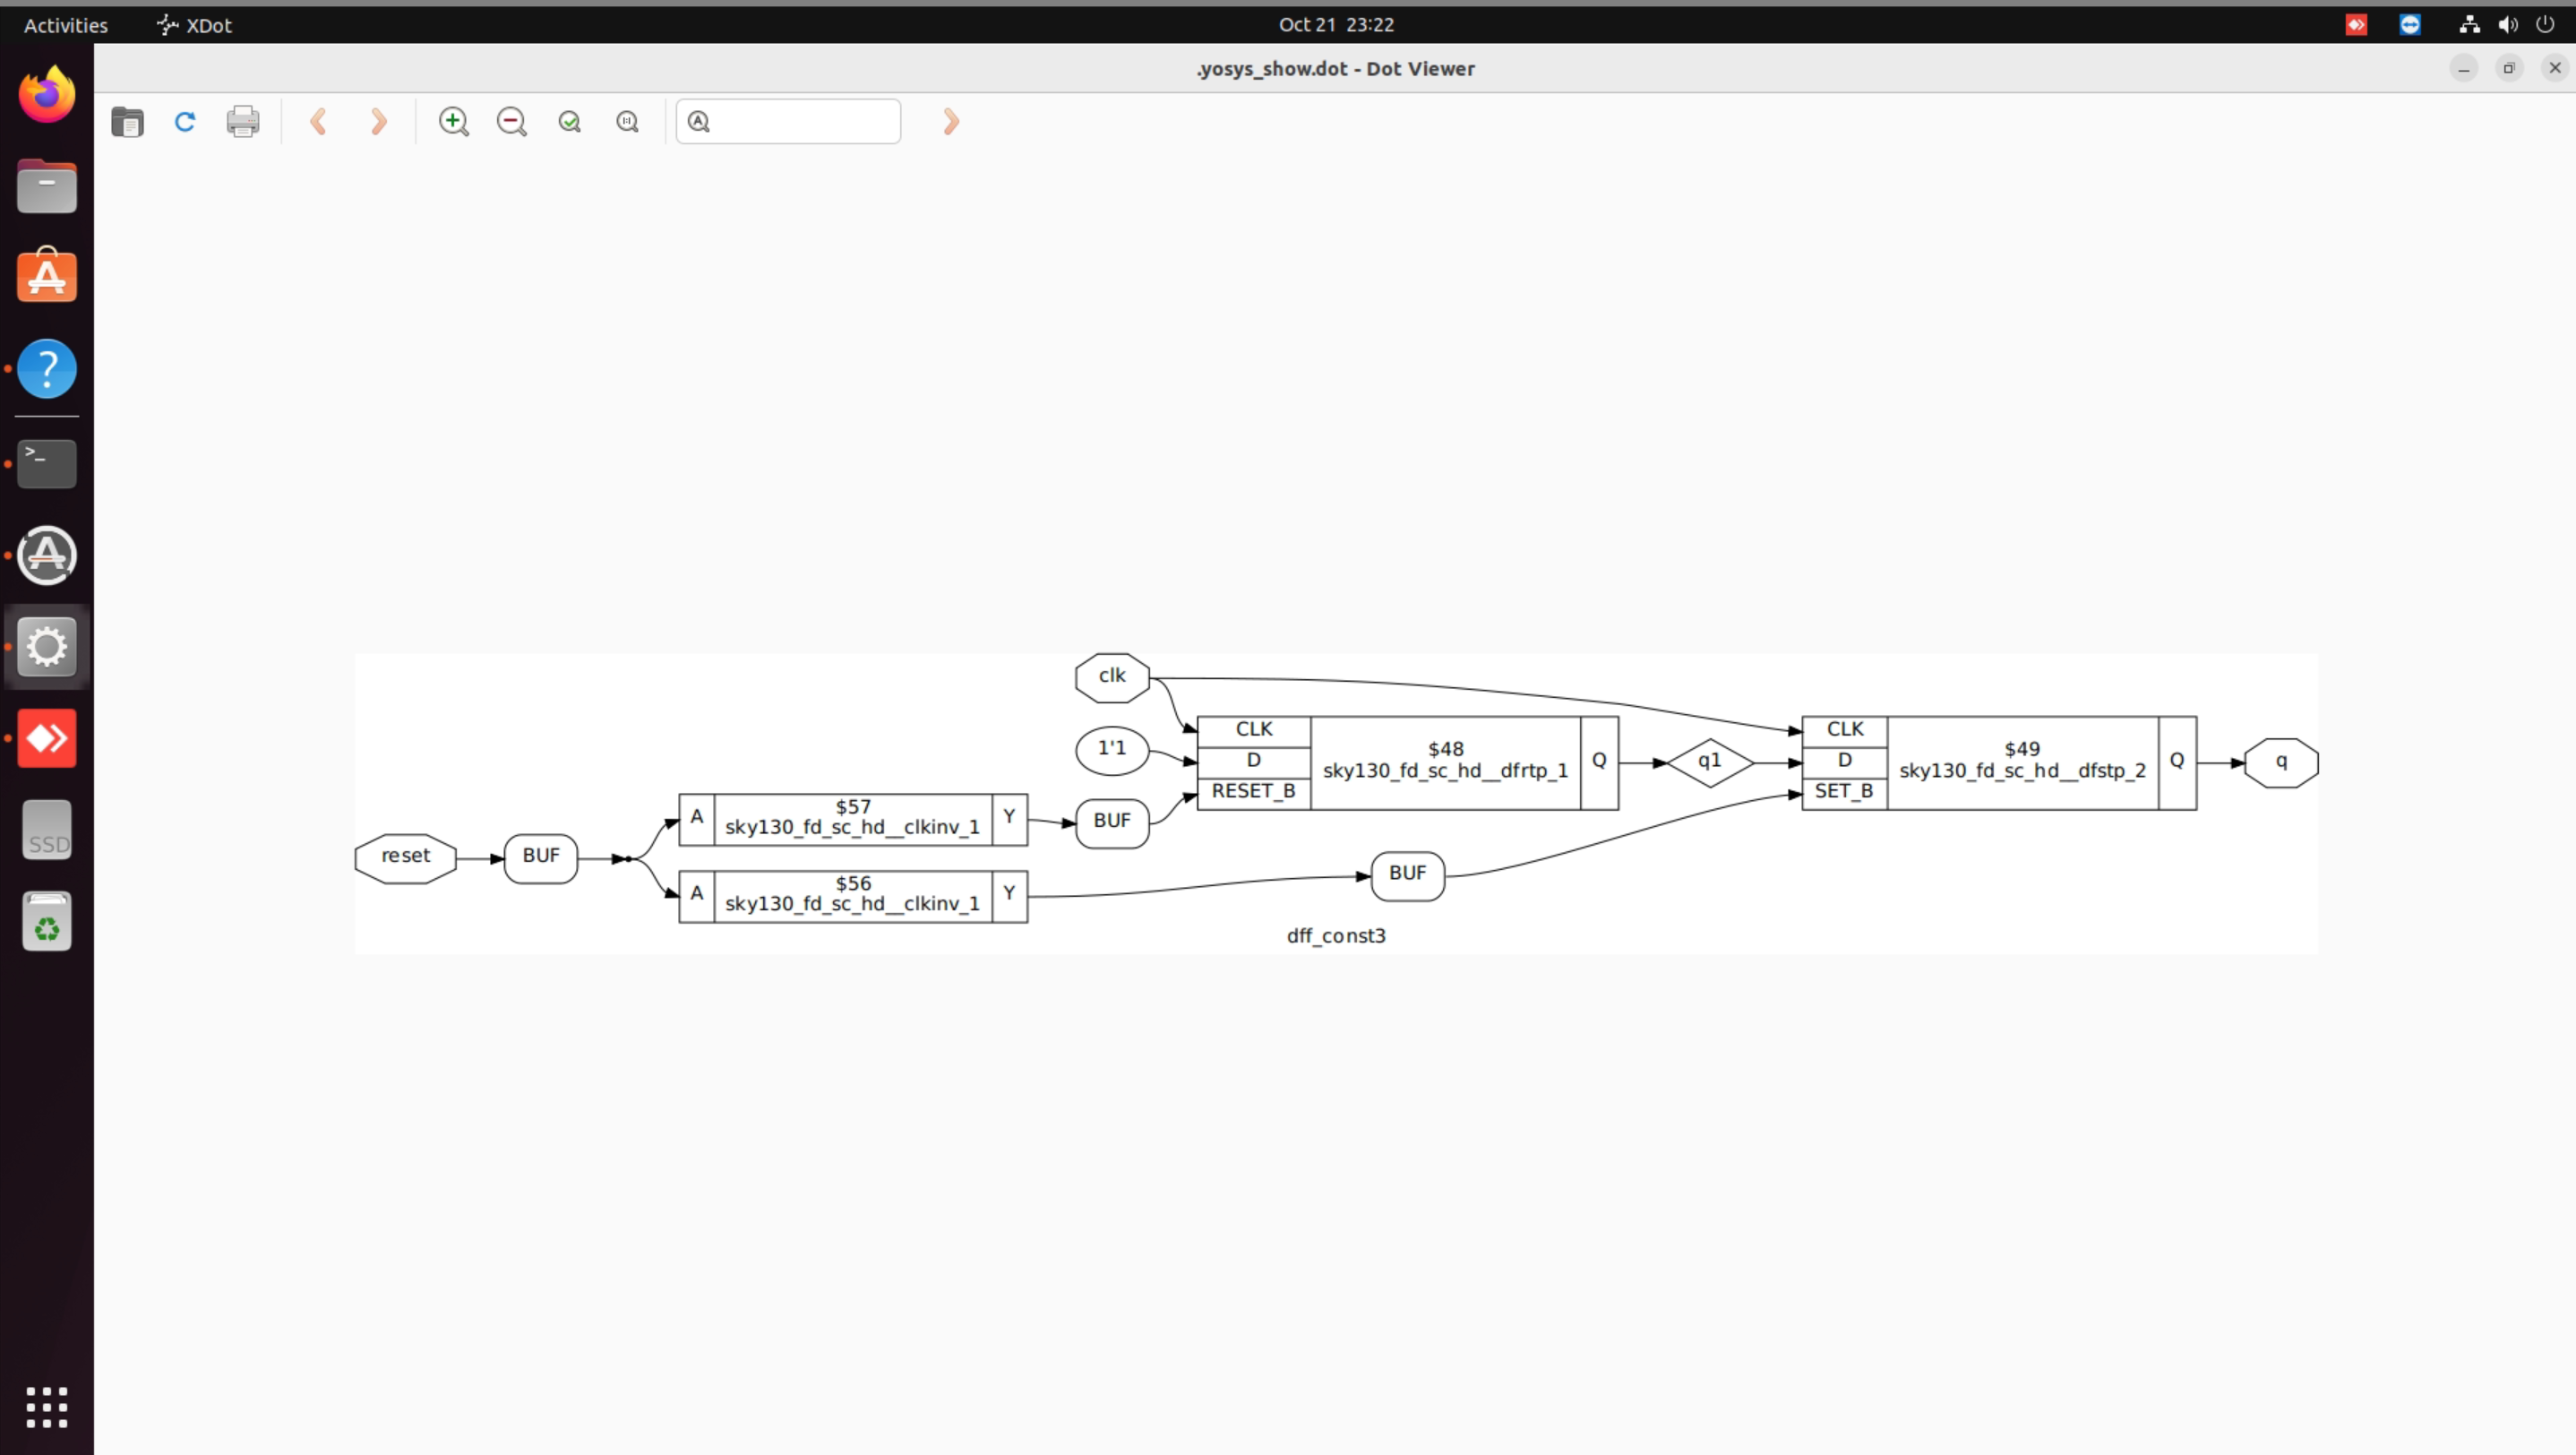 Activities XDot Oct 21 23:22
.yosys_show.dot - Dot Viewer
clk
1'1
CLK
D
RESET_B
$48
sky130_fd_sc_hd__dfrtp_1
Q
q1
CLK
D
SET_B
$49
sky130_fd_sc_hd__dfstp_2
Q
q
reset
BUF
A
$57
sky130_fd_sc_hd__clkinv_1
Y
BUF
A
$56
sky130_fd_sc_hd__clkinv_1
Y
BUF
dff_const3
SSD